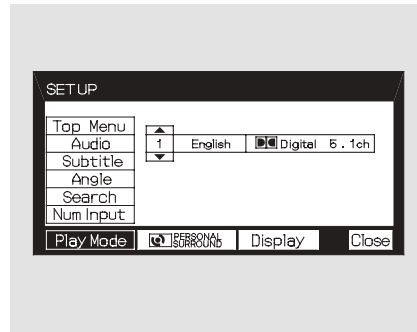 SETUP
Top Menu
Audio
1 English Digital 5.1ch
Subtitle
Angle
Search
Num Input
Play Mode PERSONAL SURROUND Display Close